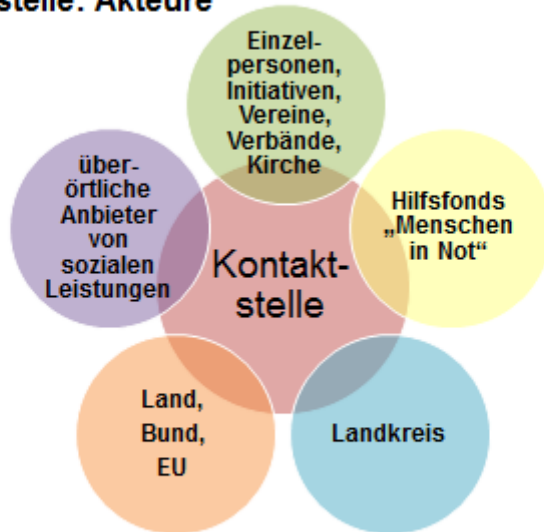 stelle: Akteure
Einzel-
personen,
Initiativen,
Vereine,
Verbände,
Kirche
Hilfsfonds
„Menschen
in Not“
Landkreis
Land,
Bund,
EU
über-
örtliche
Anbieter
von
sozialen
Leistungen
Kontakt-
stelle